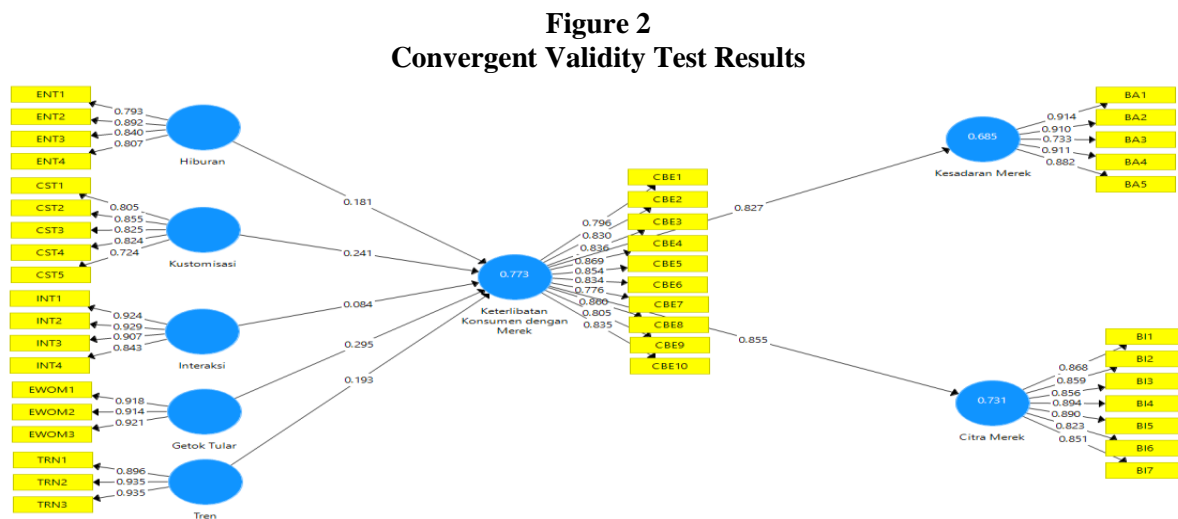 Figure 2
Convergent Validity Test Results
ENT1
ENT2
ENT3
ENT4
0.793
0.892
0.840
0.807
Hiburan
CST1
CST2
CST3
CST4
CST5
0.805
0.855
0.825
0.824
0.724
Kustomisasi
INT1
INT2
INT3
INT4
0.924
0.929
0.907
0.843
Interaksi
EWOM1
EWOM2
EWOM3
0.918
0.914
0.921
Getok Tular
TRN1
TRN2
TRN3
0.896
0.935
0.935
Tren
0.181
0.241
0.084
0.295
0.193
0.773
Keterlibatan
Konsumen dengan
Merek
0.796
0.830
0.836
0.869
0.854
0.834
0.776
0.860
0.805
0.835
CBE1
CBE2
CBE3
CBE4
CBE5
CBE6
CBE7
CBE8
CBE9
CBE10
0.827
0.855
0.685
Kesadaran Merek
0.914
0.910
0.733
0.911
0.882
BA1
BA2
BA3
BA4
BA5
0.731
Citra Merek
0.868
0.859
0.856
0.894
0.890
0.823
0.851
BI1
BI2
BI3
BI4
BI5
BI6
BI7